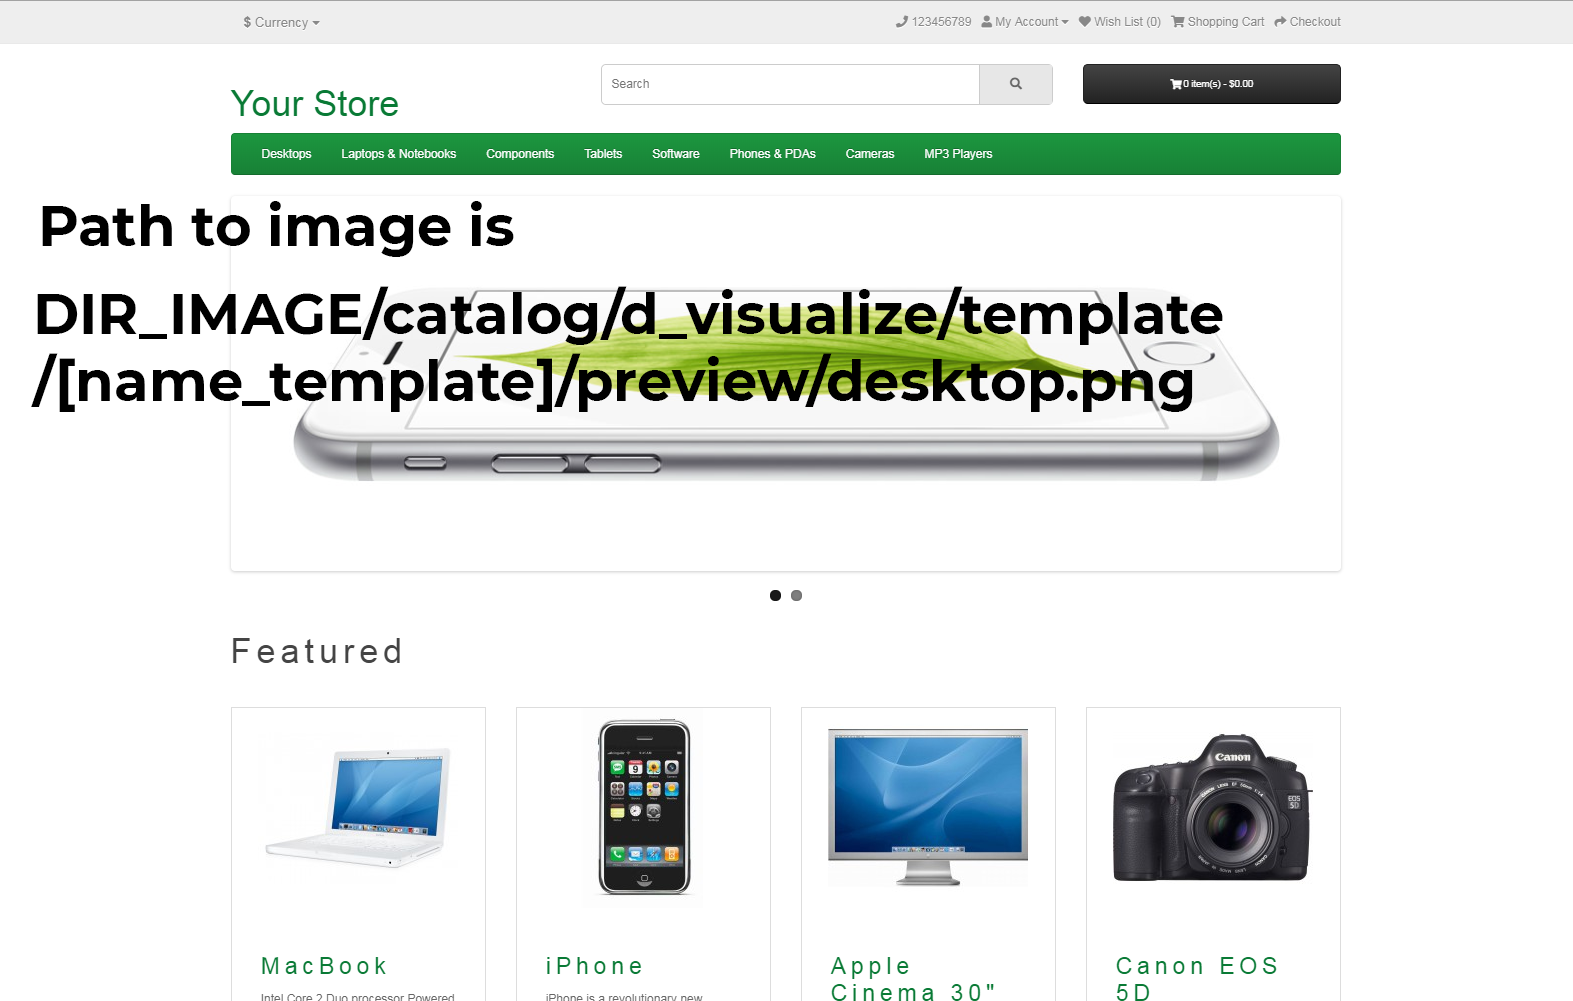 $ Currency
123456789 My Account Wish List (0) Shopping Cart Checkout
Your Store
Search
0 item(s) - $0.00
Desktops Laptops & Notebooks Components Tablets Software Phones & PDAs Cameras MP3 Players
Path to image is
DIR_IMAGE/catalog/d_visualize/template
/[name_template]/preview/desktop.png
Featured
Canon
EOS
5D
MacBook
Intel Core 2 Duo processor Powered
iPhone
iPhone is a revolutionary new
Apple
Cinema 30"
Canon EOS
5D